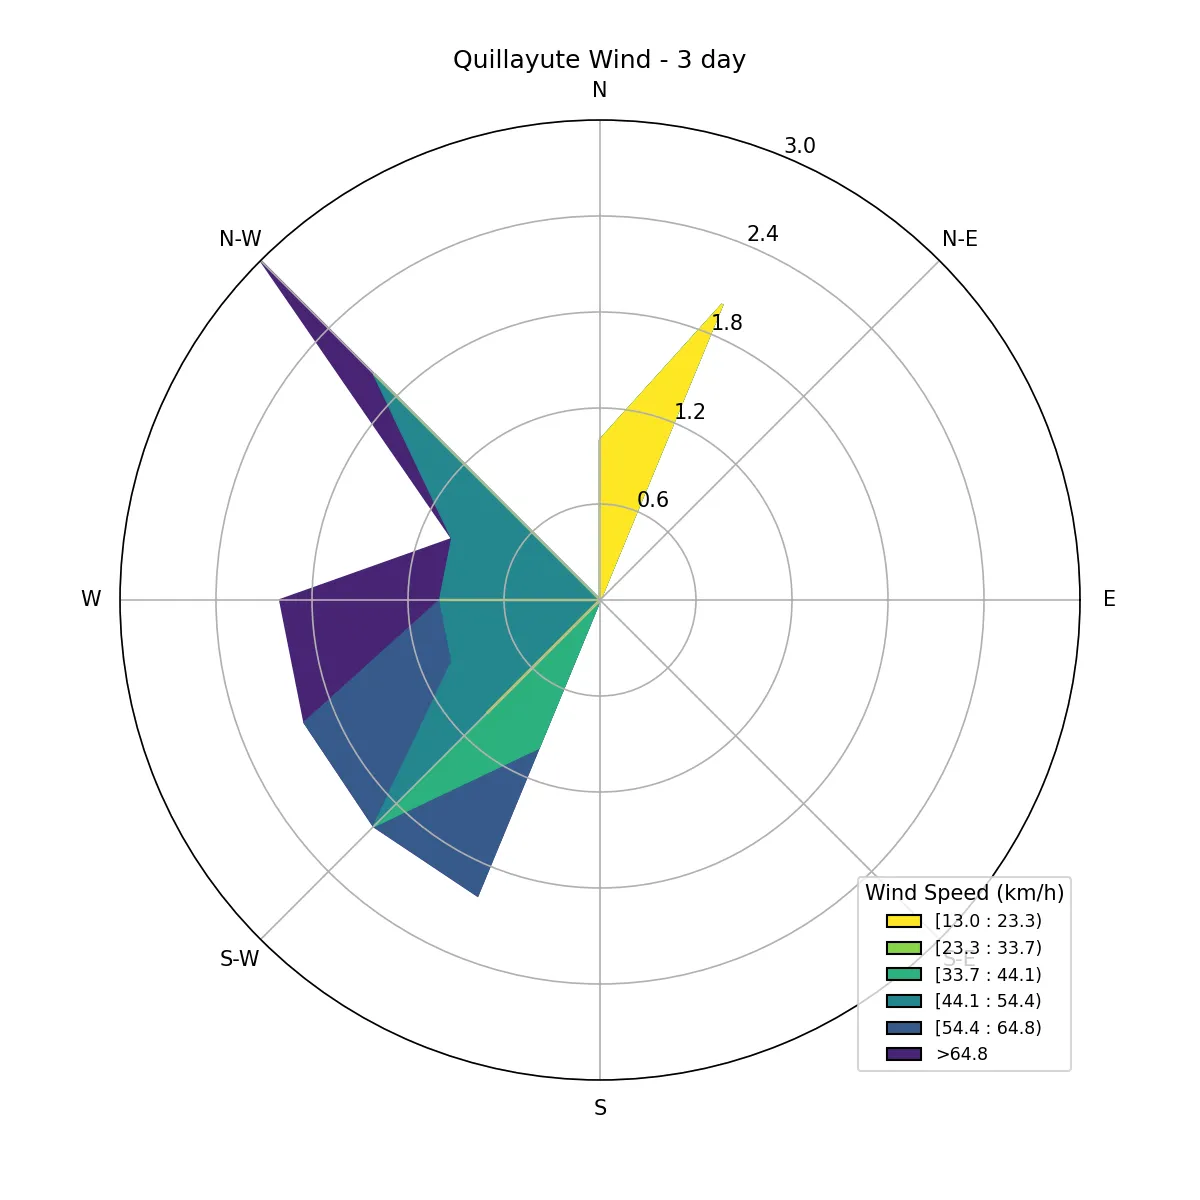 Quillayute Wind - 3 day
N
3.0
N-W
N-E
2.4
1.8
1.2
0.6
W
E
S-W
S-E
S
Wind Speed (km/h)
[13.0 : 23.3)
[23.3 : 33.7)
[33.7 : 44.1)
[44.1 : 54.4)
[54.4 : 64.8)
>64.8